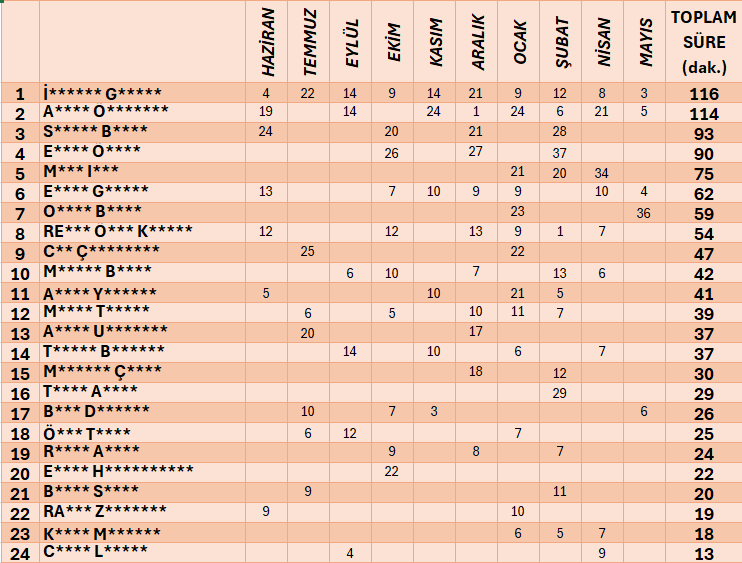 HAZİRAN TEMMUZ EYLÜL EKİM KASIM ARALIK OCAK ŞUBAT NİSAN MAYIS TOPLAM SÜRE (dak.)
1 İ****** G***** 4 22 14 9 14 21 9 12 8 3 116
2 A**** O******* 19 14 24 1 24 6 21 5 114
3 S***** B**** 24 20 21 28 93
4 E**** O**** 26 27 37 90
5 M*** I*** 21 20 34 75
6 E**** G***** 13 7 10 9 9 10 4 62
7 O**** B**** 23 36 59
8 RE*** O*** K***** 12 12 13 9 1 7 54
9 C** Ç******** 25 22 47
10 M***** B**** 6 10 7 13 6 42
11 A**** Y****** 5 10 21 5 41
12 M**** T***** 6 5 10 11 7 39
13 A**** U******* 20 17 37
14 T***** B****** 14 10 6 7 37
15 M****** Ç**** 18 12 30
16 T**** A**** 29 29
17 B*** D****** 10 7 3 6 26
18 Ö*** T**** 6 12 7 25
19 R**** A**** 9 8 7 24
20 E**** H********** 22 22
21 B**** S**** 9 11 20
22 RA*** Z******* 9 10 19
23 K**** M****** 6 5 7 18
24 C**** L***** 4 9 13